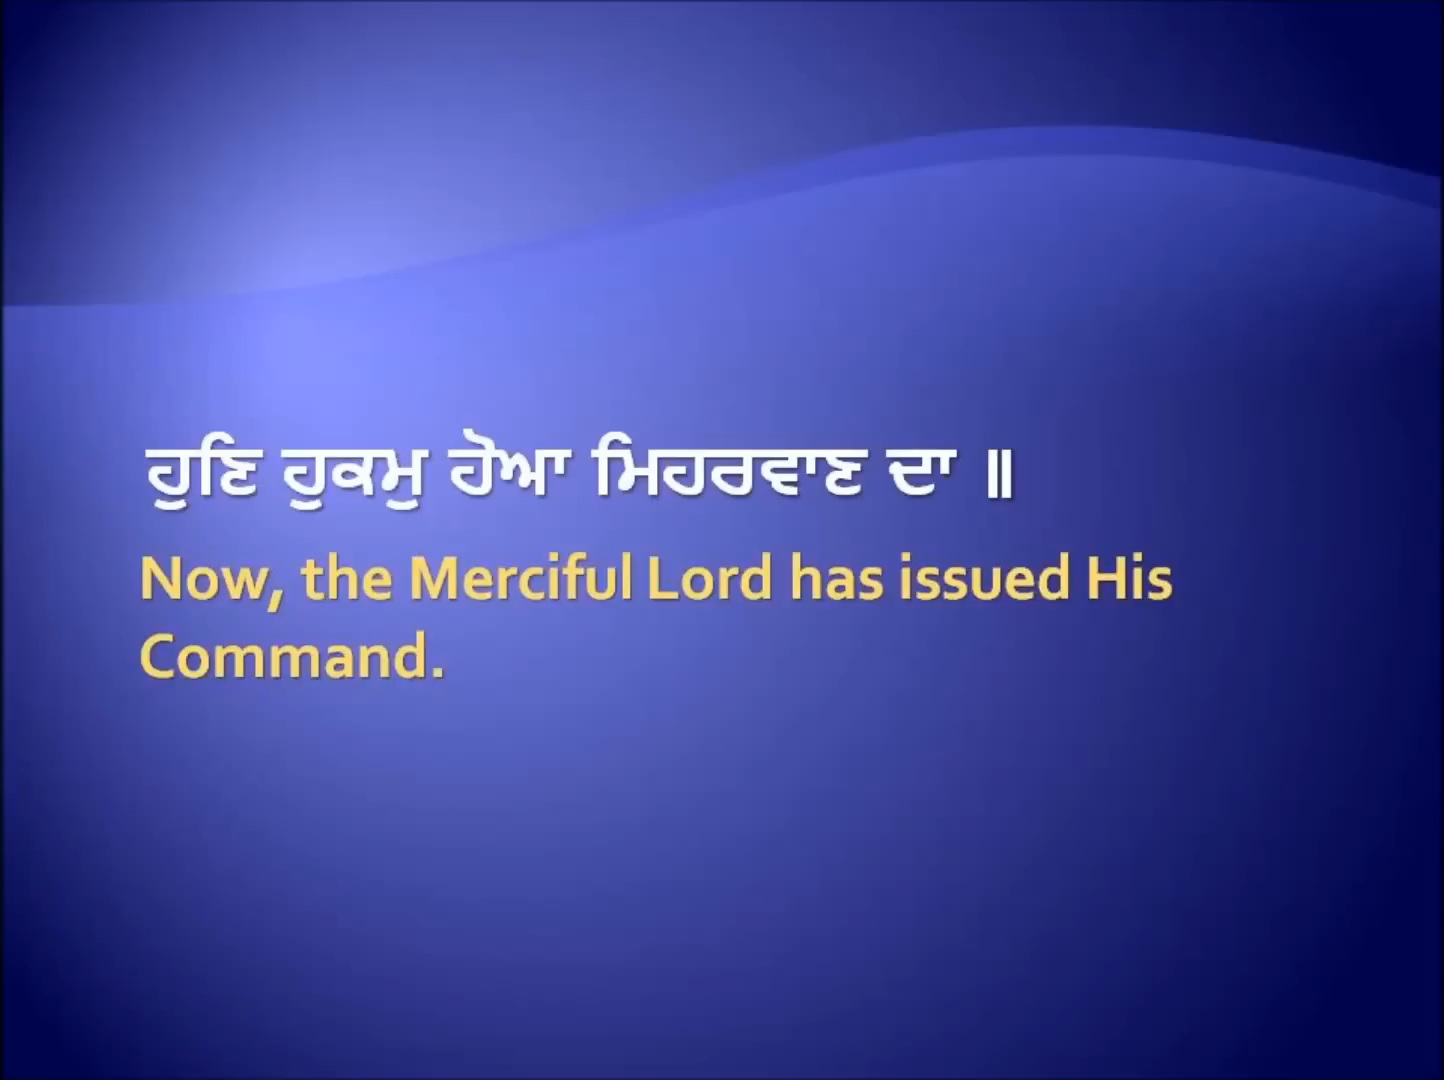 ਹੁਣਿ ਹੁਕਮੁ ਹੋਆ ਮਿਹਰਵਾਣ ਦਾ ॥
Now, the Merciful Lord has issued His
Command.